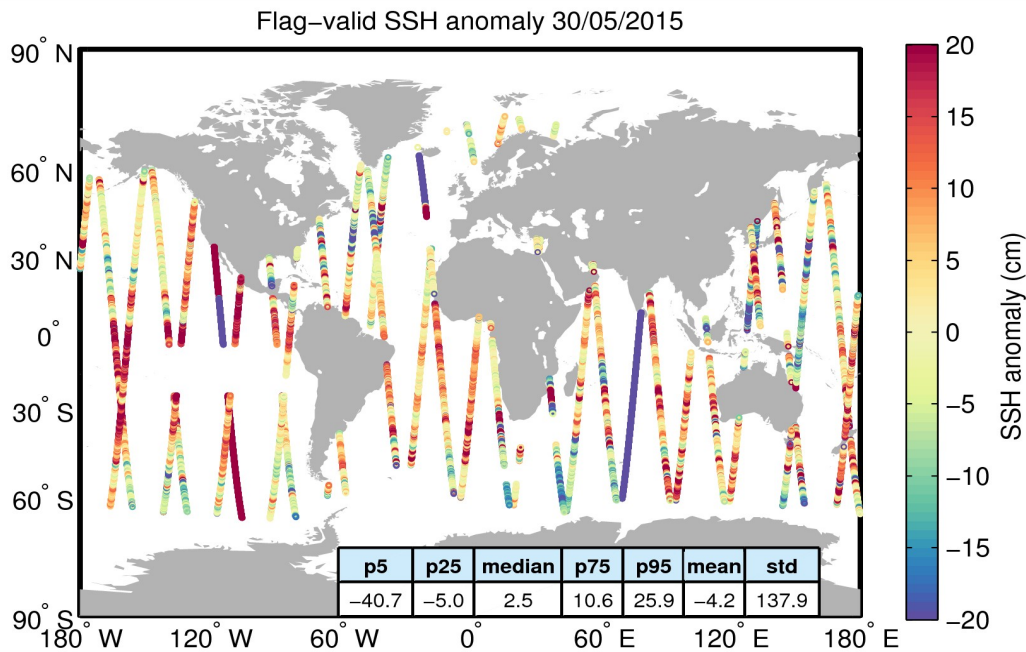 Flag−valid SSH anomaly 30/05/2015
90° N
60° N
30° N
0°
30° S
60° S
90° S
180° W
120° W
60° W
0°
60° E
120° E
180° E
p5 p25 median p75 p95 mean std
−40.7 −5.0 2.5 10.6 25.9 −4.2 137.9
20
15
10
5
0
−5
−10
−15
−20
SSH anomaly (cm)